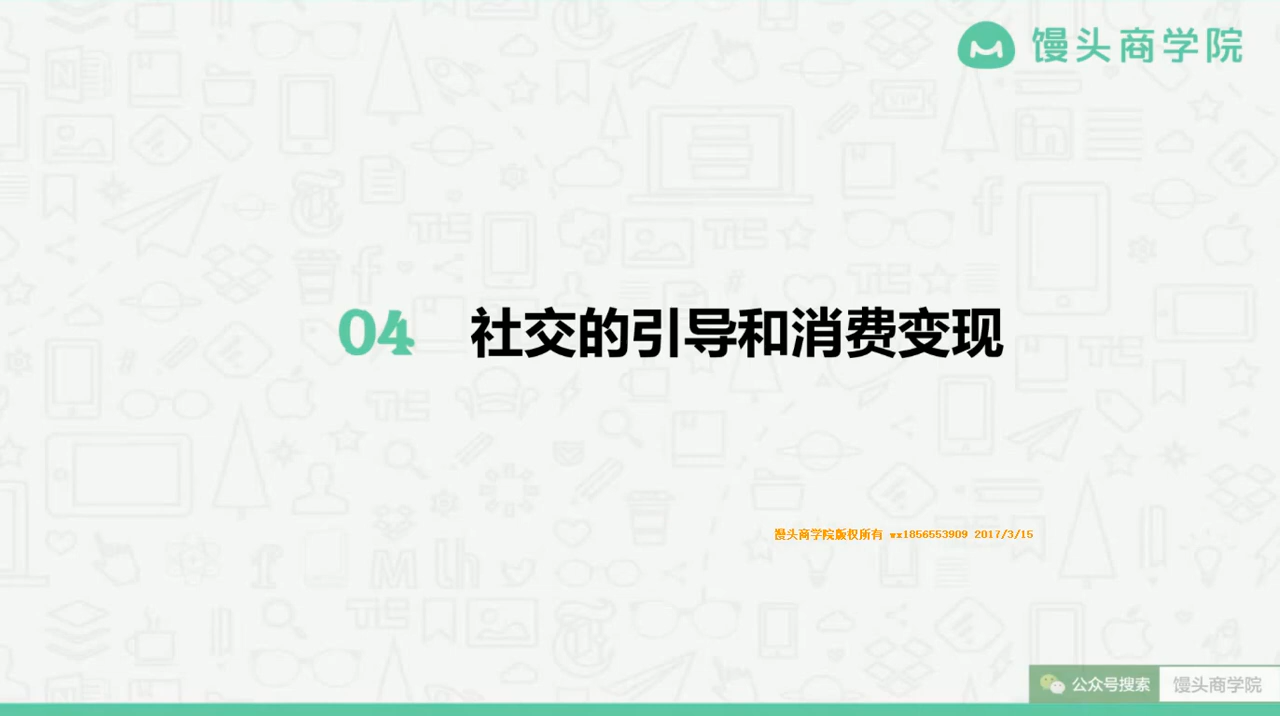 馒头商学院
04 社交的引导和消费变现
馒头商学院版权所有 wx1856553909 2017/3/15
公众号搜索 馒头商学院